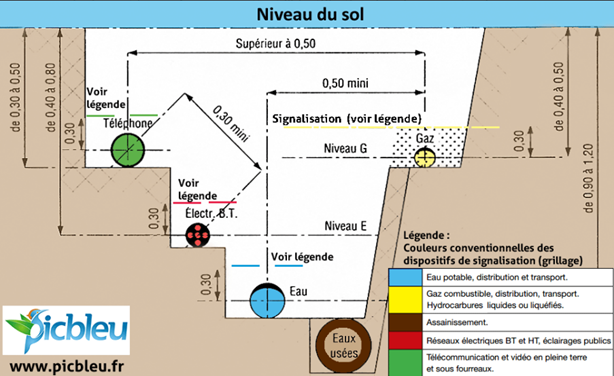 Niveau du sol
Supérieur à 0,50
0,50 mini
0,30 mini
de 0,30 à 0,50
de 0,40 à 0,80
Voir
légende
Téléphone
0,30
Signalisation (voir légende)
Gaz
Niveau G
0,30
de 0,40 à 0,50
de 0,90 à 1,20
Voir
légende
Électr. B.T.
0,30
Niveau E
Voir légende
0,30
Eau
Eaux
usées
Légende :
Couleurs conventionnelles des
dispositifs de signalisation (grillage)
Eau potable, distribution et transport.
Gaz combustible, distribution, transport.
Hydrocarbures liquides ou liquéfiés.
Assainissement.
Réseaux électriques BT et HT, éclairages publics
Télécommunication et vidéo en pleine terre
et sous fourreaux.
picbleu
www.picbleu.fr